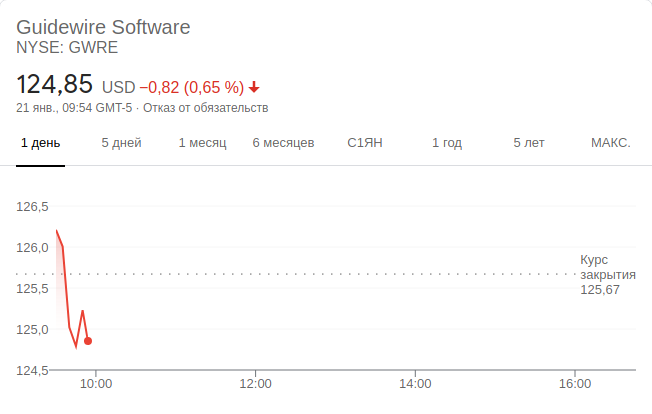 Guidewire Software
NYSE: GWRE
124,85 USD −0,82 (0,65 %)
21 янв., 09:54 GMT-5 · Отказ от обязательств
1 день 5 дней 1 месяц 6 месяцев С1ЯН 1 год 5 лет МАКС.
126,5
126,0
Курс
закрытия
125,67
125,5
125,0
124,5
10:00 12:00 14:00 16:00